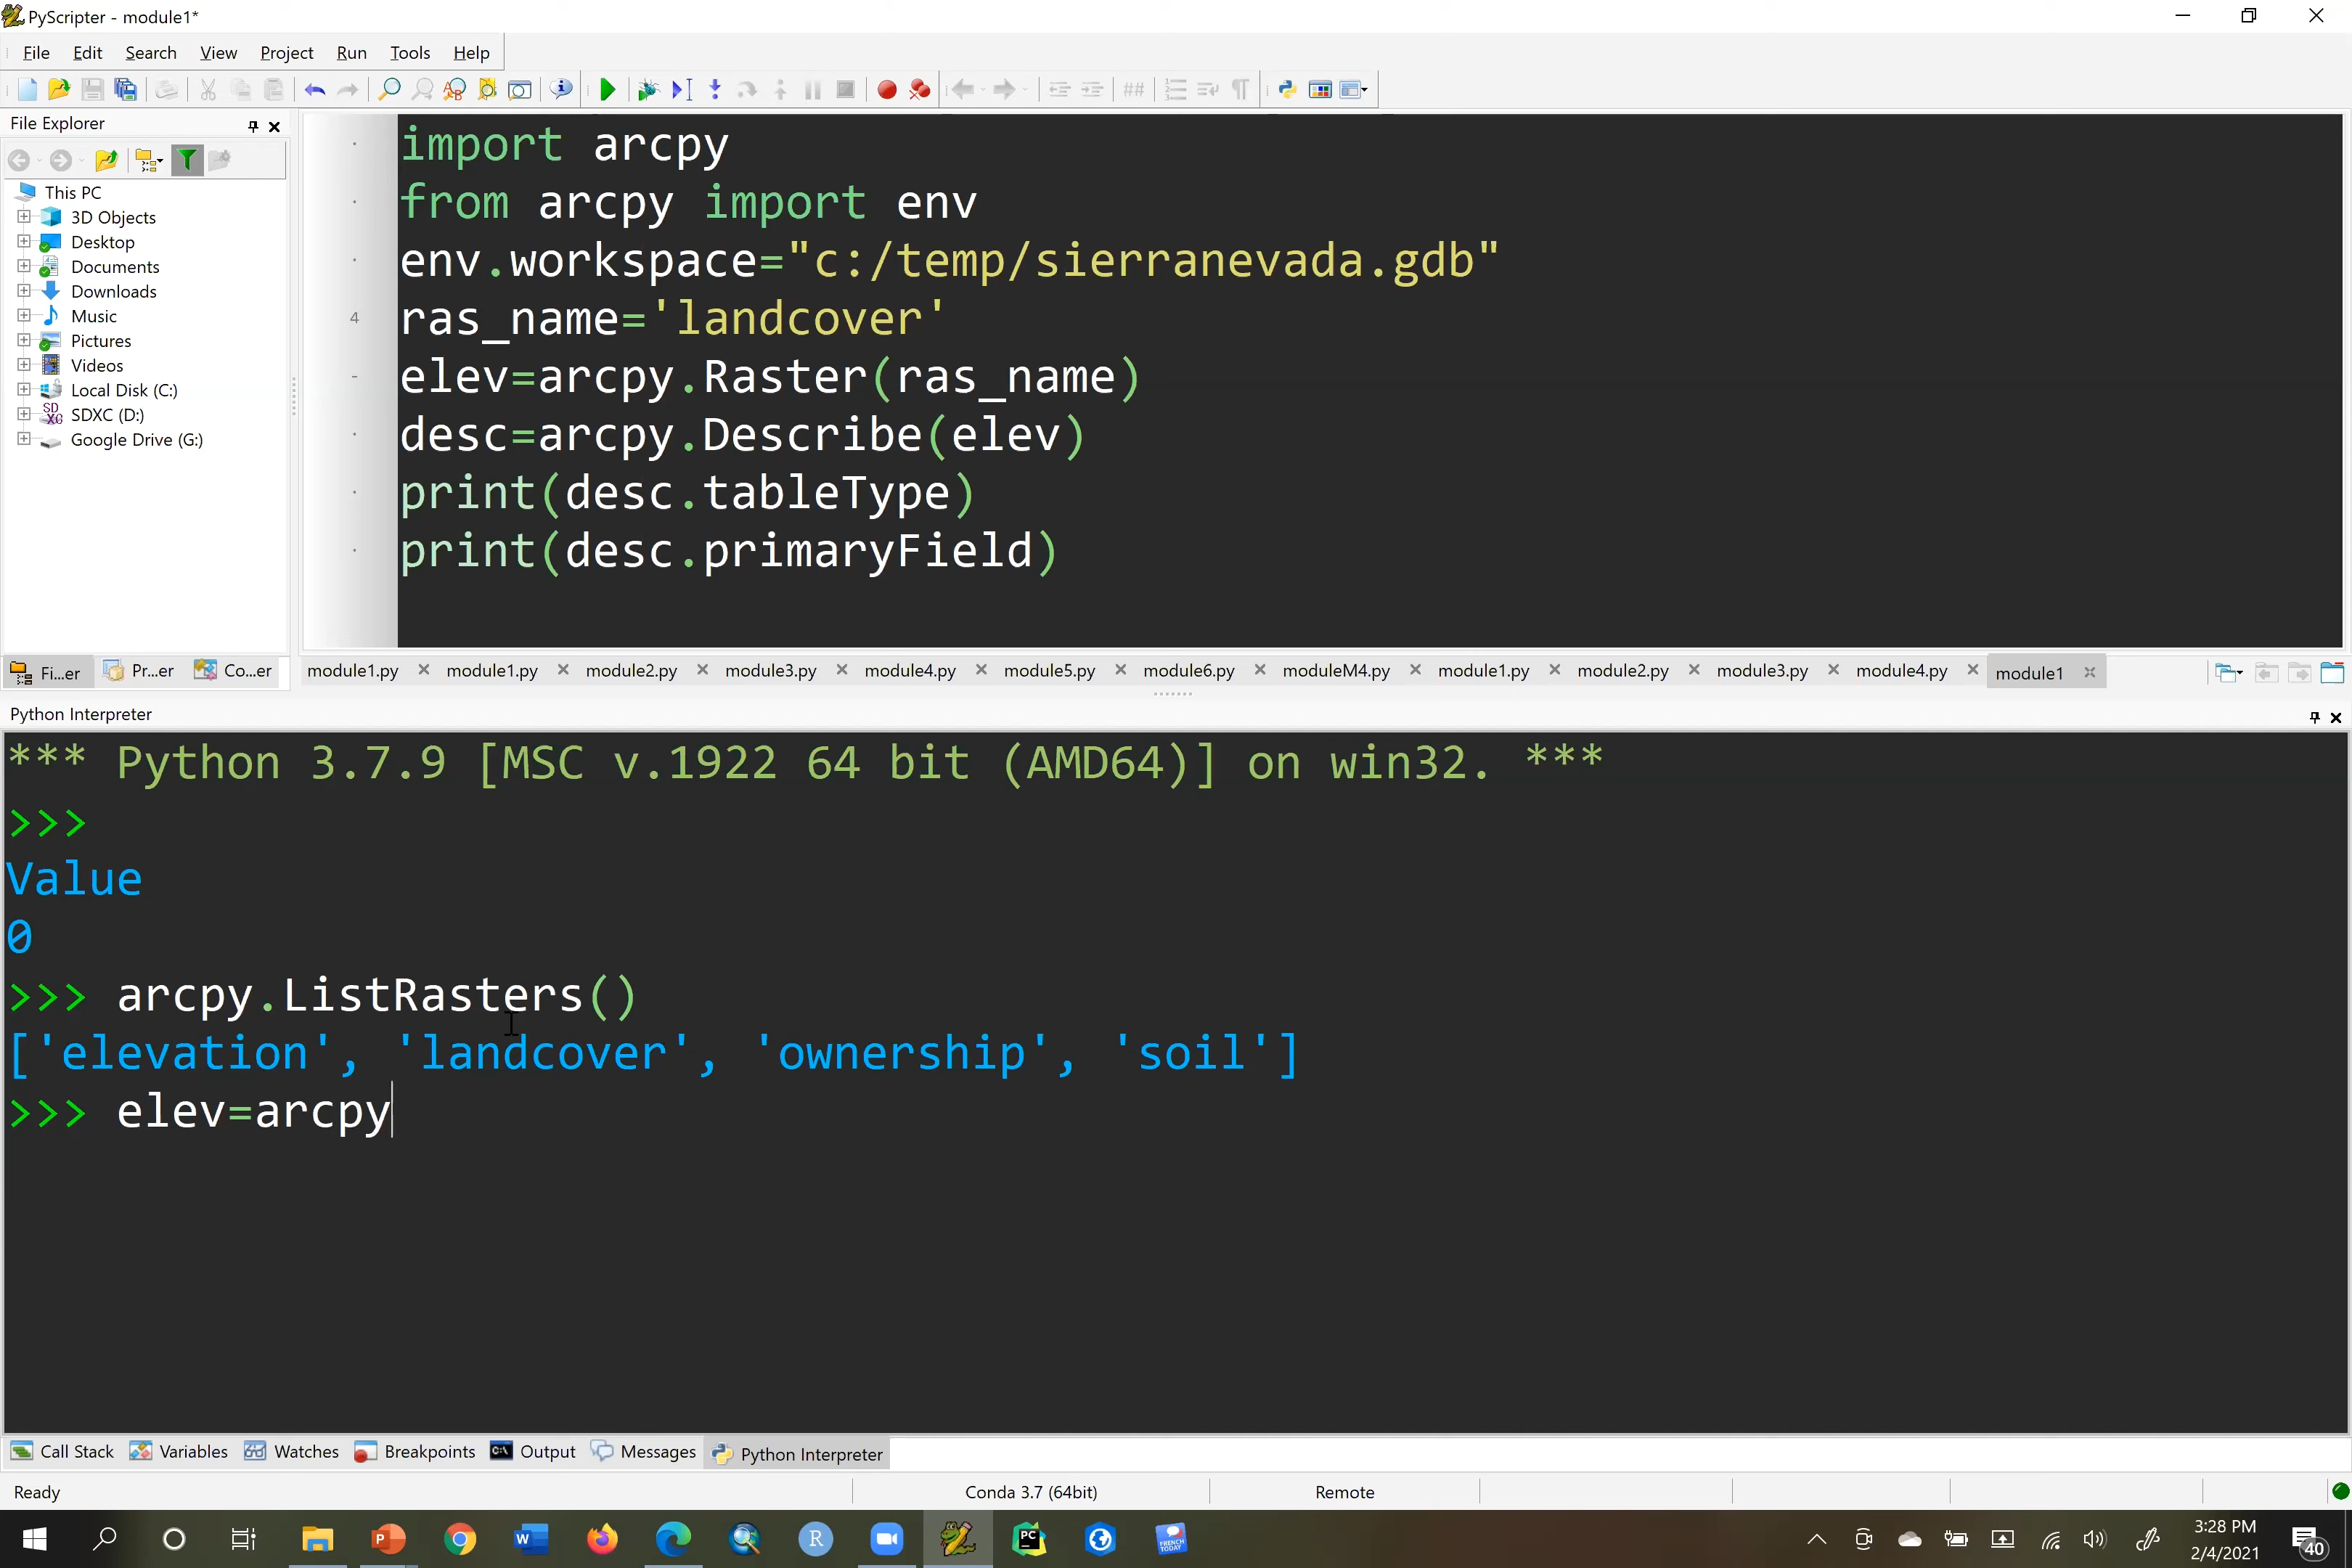 PyScripter - module1*
File Edit Search View Project Run Tools Help
File Explorer
This PC
3D Objects
Desktop
Documents
Downloads
Music
Pictures
Videos
Local Disk (C:)
SDXC (D:)
Google Drive (G:)
Fi...er Pr...er Co...er
import arcpy
from arcpy import env
env.workspace="c:/temp/sierranevada.gdb"
4 ras_name='landcover'
elev=arcpy.Raster(ras_name)
desc=arcpy.Describe(elev)
print(desc.tableType)
print(desc.primaryField)
module1.py module1.py module2.py module3.py module4.py module5.py module6.py moduleM4.py module1.py module2.py module3.py module4.py module1
Python Interpreter
*** Python 3.7.9 [MSC v.1922 64 bit (AMD64)] on win32. ***
>>>
Value
0
>>> arcpy.ListRasters()
['elevation', 'landcover', 'ownership', 'soil']
>>> elev=arcpy
Call Stack Variables Watches Breakpoints Output Messages Python Interpreter
Ready Conda 3.7 (64bit) Remote
3:28 PM
2/4/2021
40